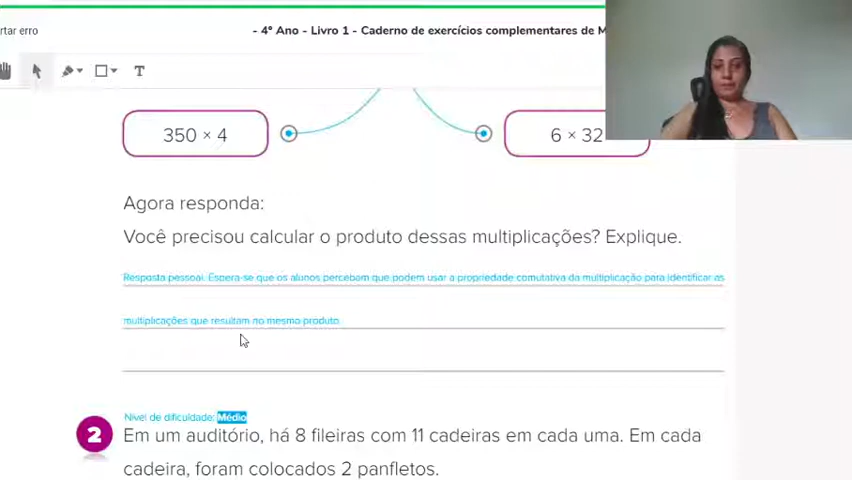 rtar erro
- 4º Ano - Livro 1 - Caderno de exercícios complementares de M
T
350 × 4
6 × 32
Agora responda:
Você precisou calcular o produto dessas multiplicações? Explique.
Resposta pessoal. Espera-se que os alunos percebam que podem usar a propriedade comutativa da multiplicação para identificar as
multiplicações que resultam no mesmo produto
Nível de dificuldade: Médio
2 Em um auditório, há 8 fileiras com 11 cadeiras em cada uma. Em cada
cadeira, foram colocados 2 panfletos.